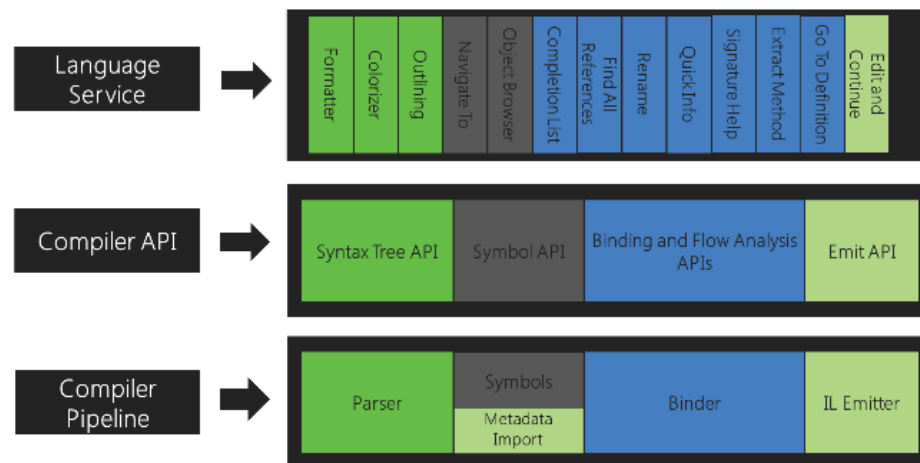 Language
Service
Formatter
Colorizer
Outlining
Navigate To
Object Browser
Completion List
Find All
References
Rename
Quick Info
Signature Help
Extract Method
Go To Definition
Edit and
Continue
Compiler API
Syntax Tree API
Symbol API
Binding and Flow Analysis
APIs
Emit API
Compiler
Pipeline
Parser
Symbols
Metadata
Import
Binder
IL Emitter